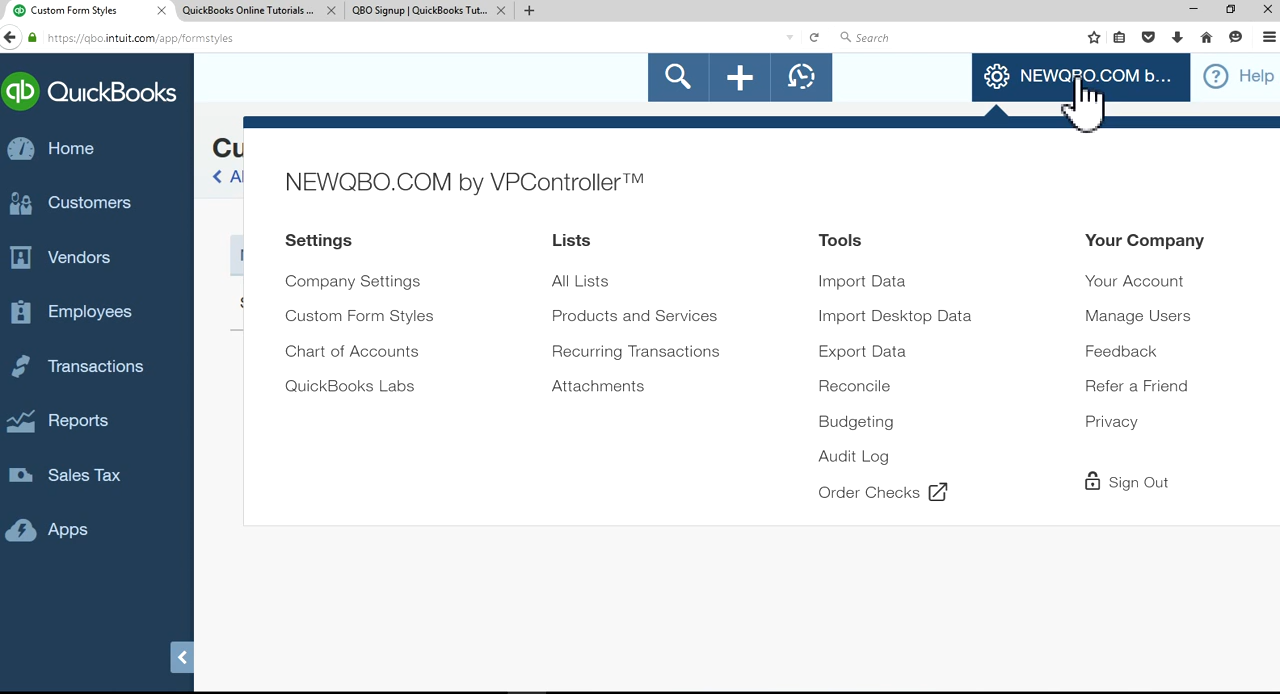 Custom Form Styles
QuickBooks Online Tutorials ...
QBO Signup | QuickBooks Tut...
https://qbo.intuit.com/app/formstyles
Search
qb QuickBooks
NEWQBO.COM b...
? Help
Home
Customers
Vendors
Employees
Transactions
Reports
Sales Tax
Apps
Cu
< Al
NEWQBO.COM by VPController™
Settings
Company Settings
Custom Form Styles
Chart of Accounts
QuickBooks Labs
Lists
All Lists
Products and Services
Recurring Transactions
Attachments
Tools
Import Data
Import Desktop Data
Export Data
Reconcile
Budgeting
Audit Log
Order Checks
Your Company
Your Account
Manage Users
Feedback
Refer a Friend
Privacy
Sign Out